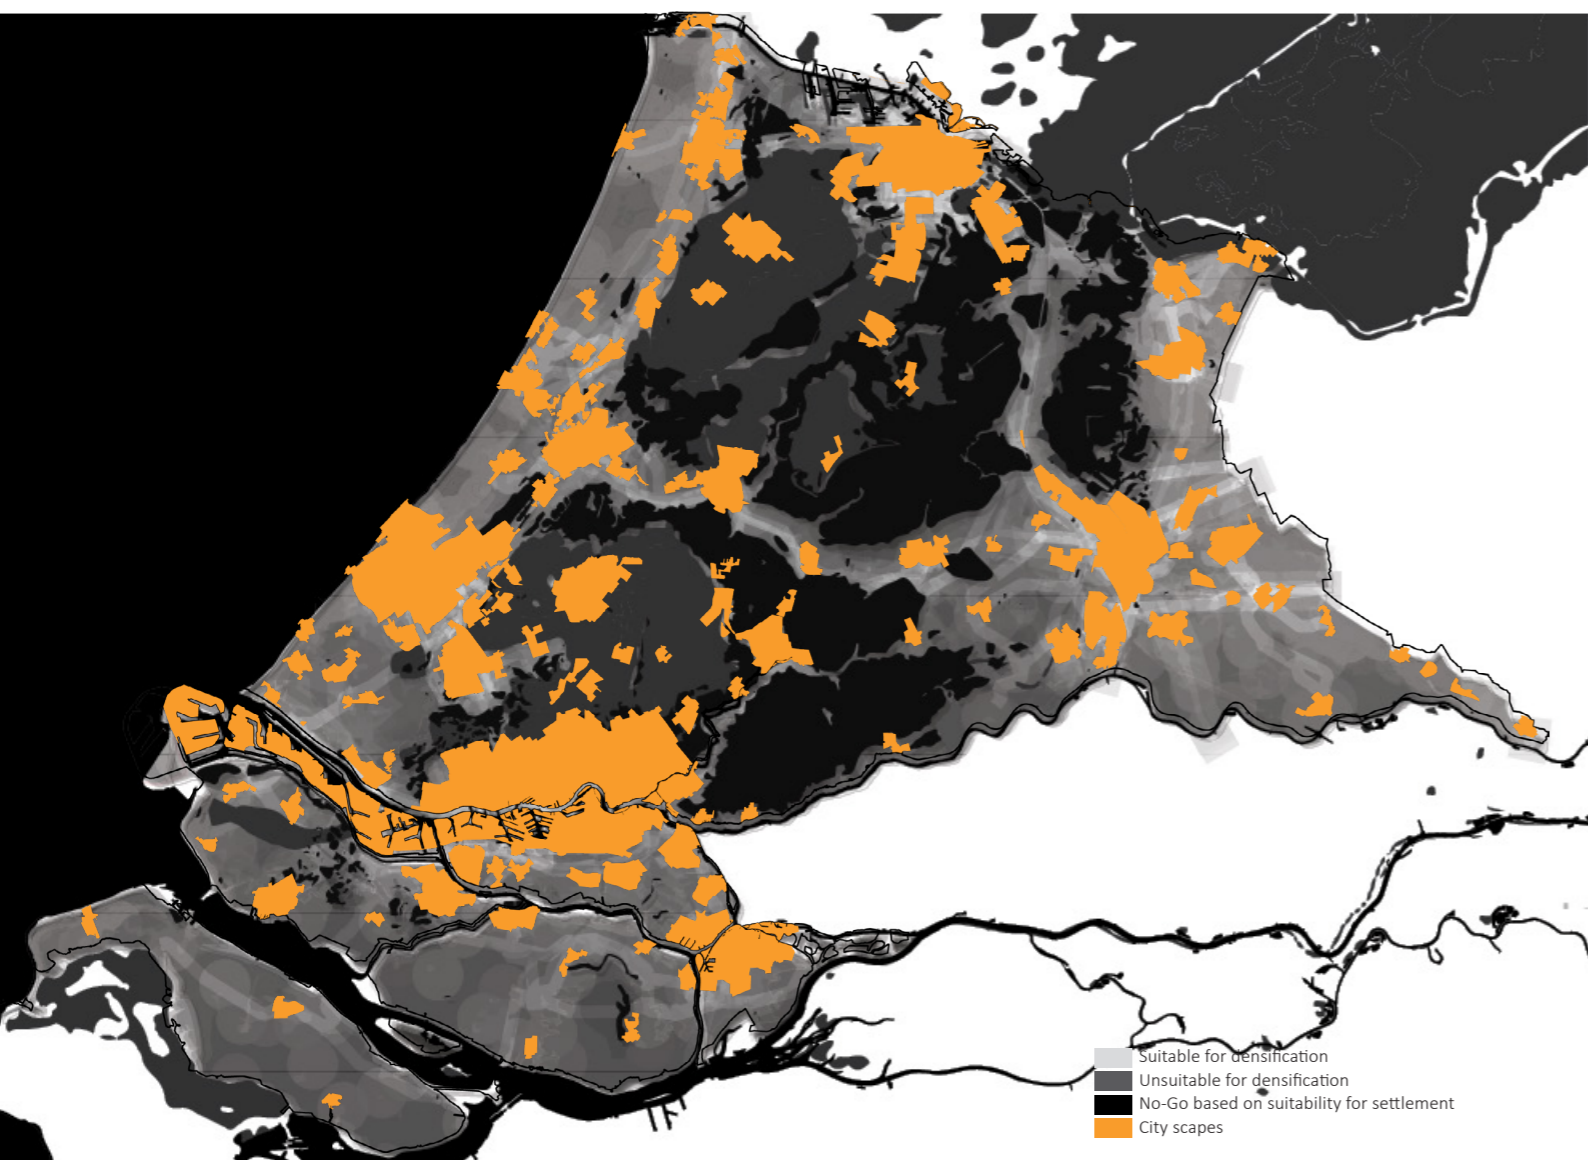 Suitable for densification
Unsuitable for densification
No-Go based on suitability for settlement
City scapes